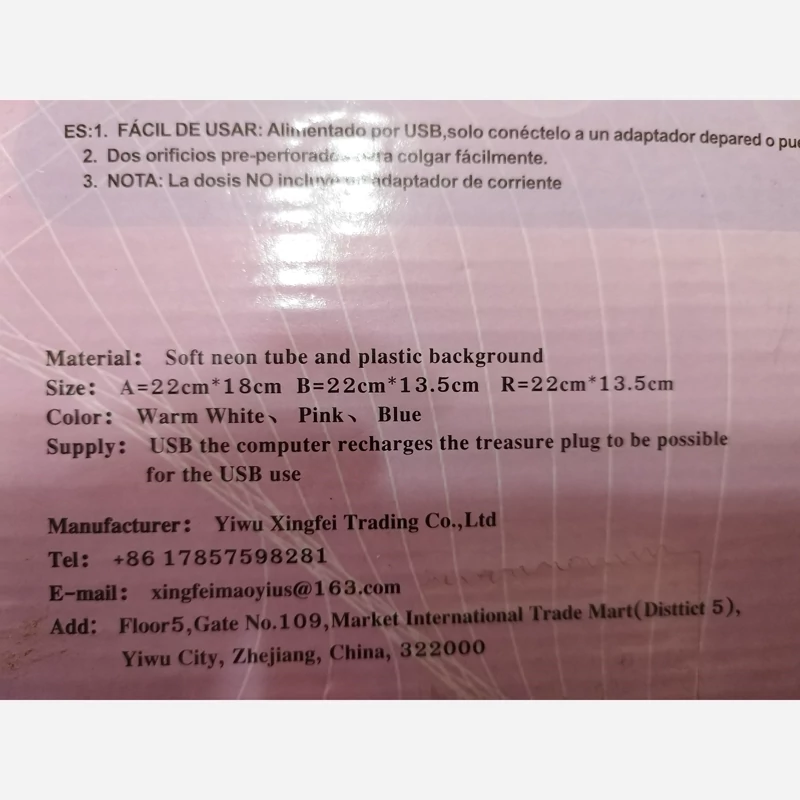 ES:1. FÁCIL DE USAR: Alimentado por USB,solo conéctelo a un adaptador depared o
2. Dos orificios pre-perforado colgar fácilmente.
3. NOTA: La dosis NO incluye adaptador de corriente
Material: Soft neon tube and plastic background
Size: A=22cm*18cm B=22cm*13.5cm R=22cm*13.5cm
Color: Warm White、 Pink、 Blue
Supply: USB the computer recharges the treasure plug to be possible
for the USB use
Manufacturer: Yiwu Xingfei Trading Co.,Ltd
Tel: +86 17857598281
E-mail: xingfeimaoyius@163.com
Add: Floor5,Gate No.109,Market International Trade Mart(Disttict 5),
Yiwu City, Zhejiang, China, 322000